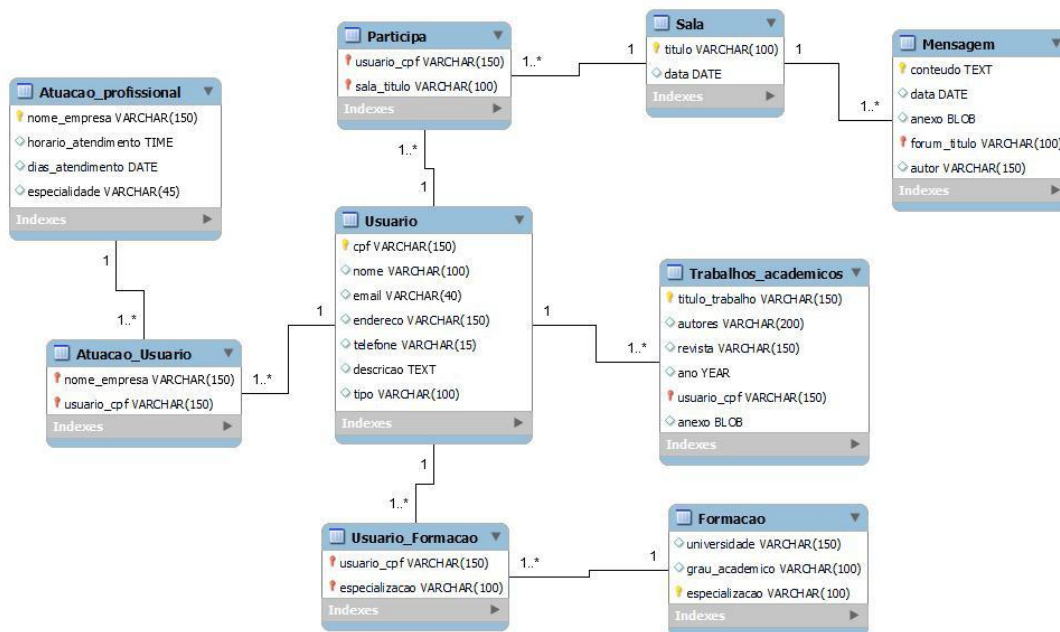 Participa
usuario_cpf VARCHAR(150)
sala_titulo VARCHAR(100)
Indexes
1..*
1
Sala
titulo VARCHAR(100)
data DATE
Indexes
1
1..*
Mensagem
conteudo TEXT
data DATE
anexo BLOB
forum_titulo VARCHAR(100)
autor VARCHAR(150)
Indexes
Atuacao_profissional
nome_empresa VARCHAR(150)
horario_atendimento TIME
dias_atendimento DATE
especialidade VARCHAR(45)
Indexes
1
1..*
1..*
1
Usuario
cpf VARCHAR(150)
nome VARCHAR(100)
email VARCHAR(40)
endereco VARCHAR(150)
telefone VARCHAR(15)
descricao TEXT
tipo VARCHAR(100)
Indexes
1
1..*
1
1..*
Trabalhos_academicos
titulo_trabalho VARCHAR(150)
autores VARCHAR(200)
revista VARCHAR(150)
ano YEAR
usuario_cpf VARCHAR(150)
anexo BLOB
Indexes
Atuacao_Usuario
nome_empresa VARCHAR(150)
usuario_cpf VARCHAR(150)
Indexes
1
1..*
Usuario_Formacao
usuario_cpf VARCHAR(150)
especializacao VARCHAR(100)
Indexes
1..*
1
Formacao
universidade VARCHAR(150)
grau_academico VARCHAR(100)
especializacao VARCHAR(100)
Indexes